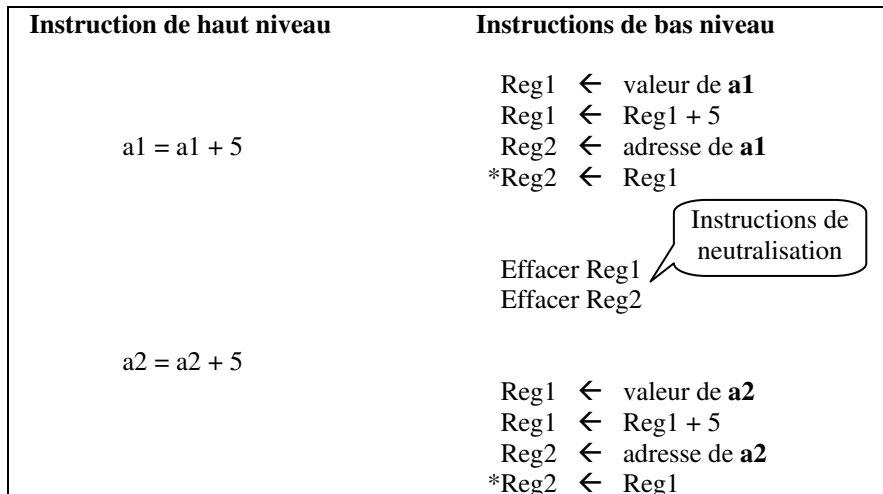 Instruction de haut niveau Instructions de bas niveau
Reg1 ← valeur de a1
Reg1 ← Reg1 + 5
a1 = a1 + 5 Reg2 ← adresse de a1
*Reg2 ← Reg1
Instructions de
neutralisation
Effacer Reg1
Effacer Reg2
a2 = a2 + 5
Reg1 ← valeur de a2
Reg1 ← Reg1 + 5
Reg2 ← adresse de a2
*Reg2 ← Reg1